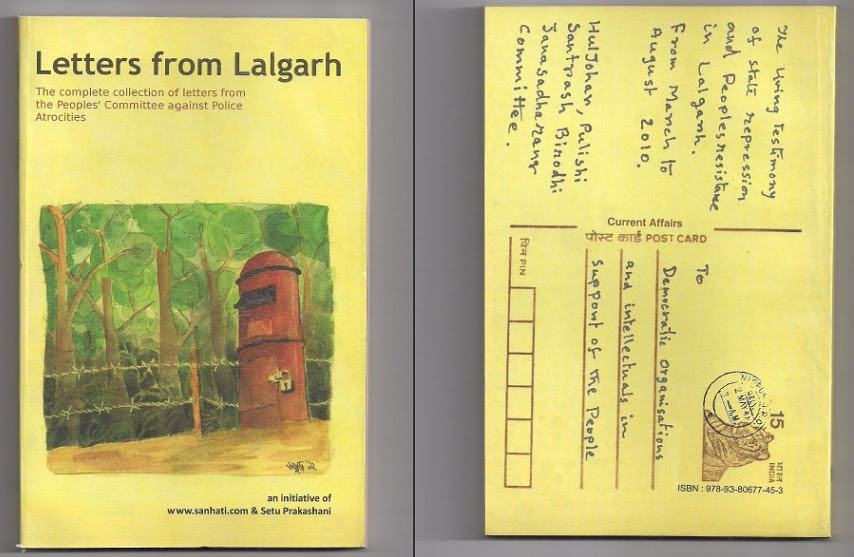 Letters from Lalgarh
The complete collection of letters from
the Peoples' Committee against Police
Atrocities
an initiative of
www.sanhati.com & Setu Prakashani
The living testimony
of state repression
and Peoples resistance
in Lalgarh.
From March to
August 2010.
HulJohar, Pulishi
Santrash Birodhi
Janasadharaner
Committee.
Current Affairs
पोस्ट कार्ड POST CARD
पिन PIN
To
Democratic Organisations
and intellectuals in
support of the People
15
भारत
INDIA
ISBN : 978-93-80677-45-3